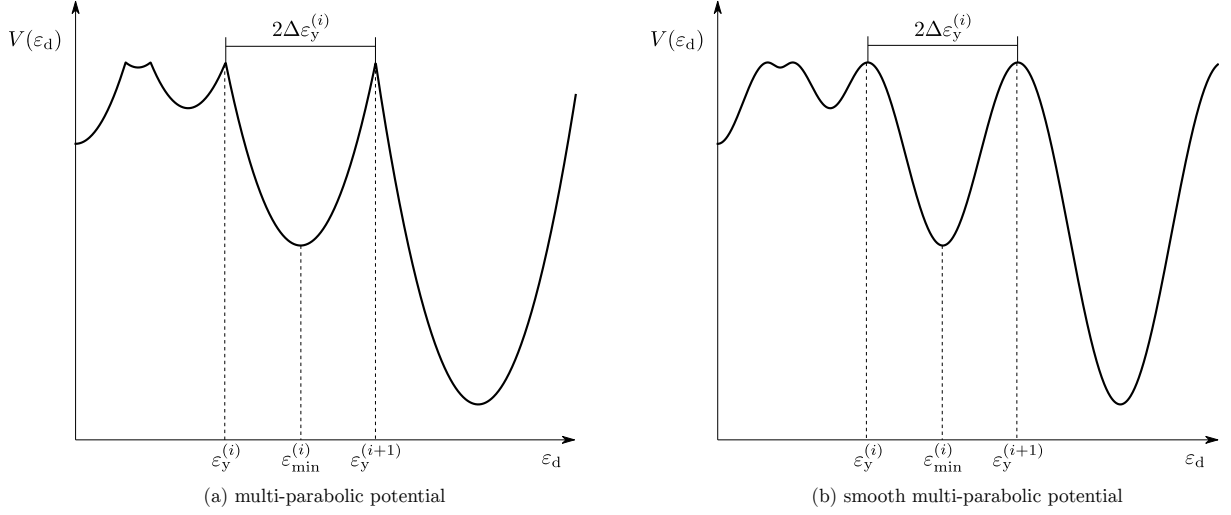 V(ε_d)
2Δε_y^{(i)}
ε_y^{(i)} ε_min^{(i)} ε_y^{(i+1)} ε_d
(a) multi-parabolic potential
V(ε_d)
2Δε_y^{(i)}
ε_y^{(i)} ε_min^{(i)} ε_y^{(i+1)} ε_d
(b) smooth multi-parabolic potential